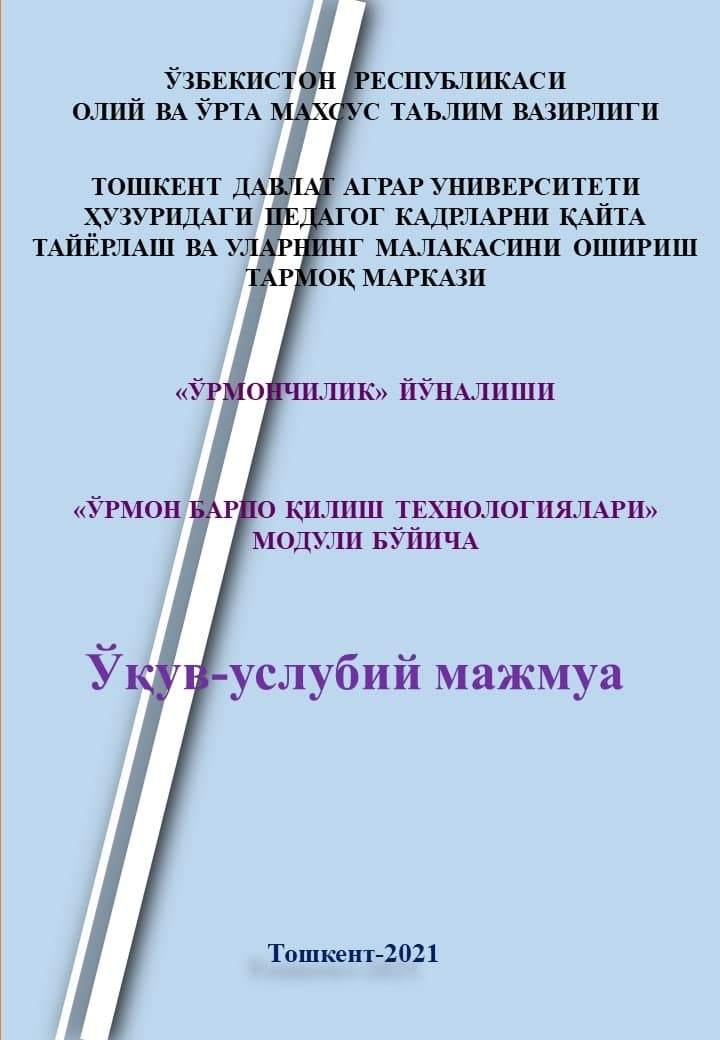 ЎЗБЕКИСТОН РЕСПУБЛИКАСИ
ОЛИЙ ВА ЎРТА МАХСУС ТАЪЛИМ ВАЗИРЛИГИ
ТОШКЕНТ ДАВЛАТ АГРАР УНИВЕРСИТЕТИ
ҲУЗУРИДАГИ ПЕДАГОГ КАДРЛАРНИ ҚАЙТА
ТАЙЁРЛАШ ВА УЛАРНИНГ МАЛАКАСИНИ ОШИРИШ
ТАРМОҚ МАРКАЗИ
«ЎРМОНЧИЛИК» ЙЎНАЛИШИ
«ЎРМОН БАРПО ҚИЛИШ ТЕХНОЛОГИЯЛАРИ»
МОДУЛИ БЎЙИЧА
Ўқув-услубий мажмуа
Тошкент-2021